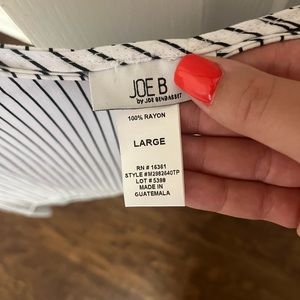 JOE B
by JOE BENBASSET
100% RAYON
LARGE
RN # 16361
STYLE #M2982640TP
LOT # 5398
MADE IN
GUATEMALA